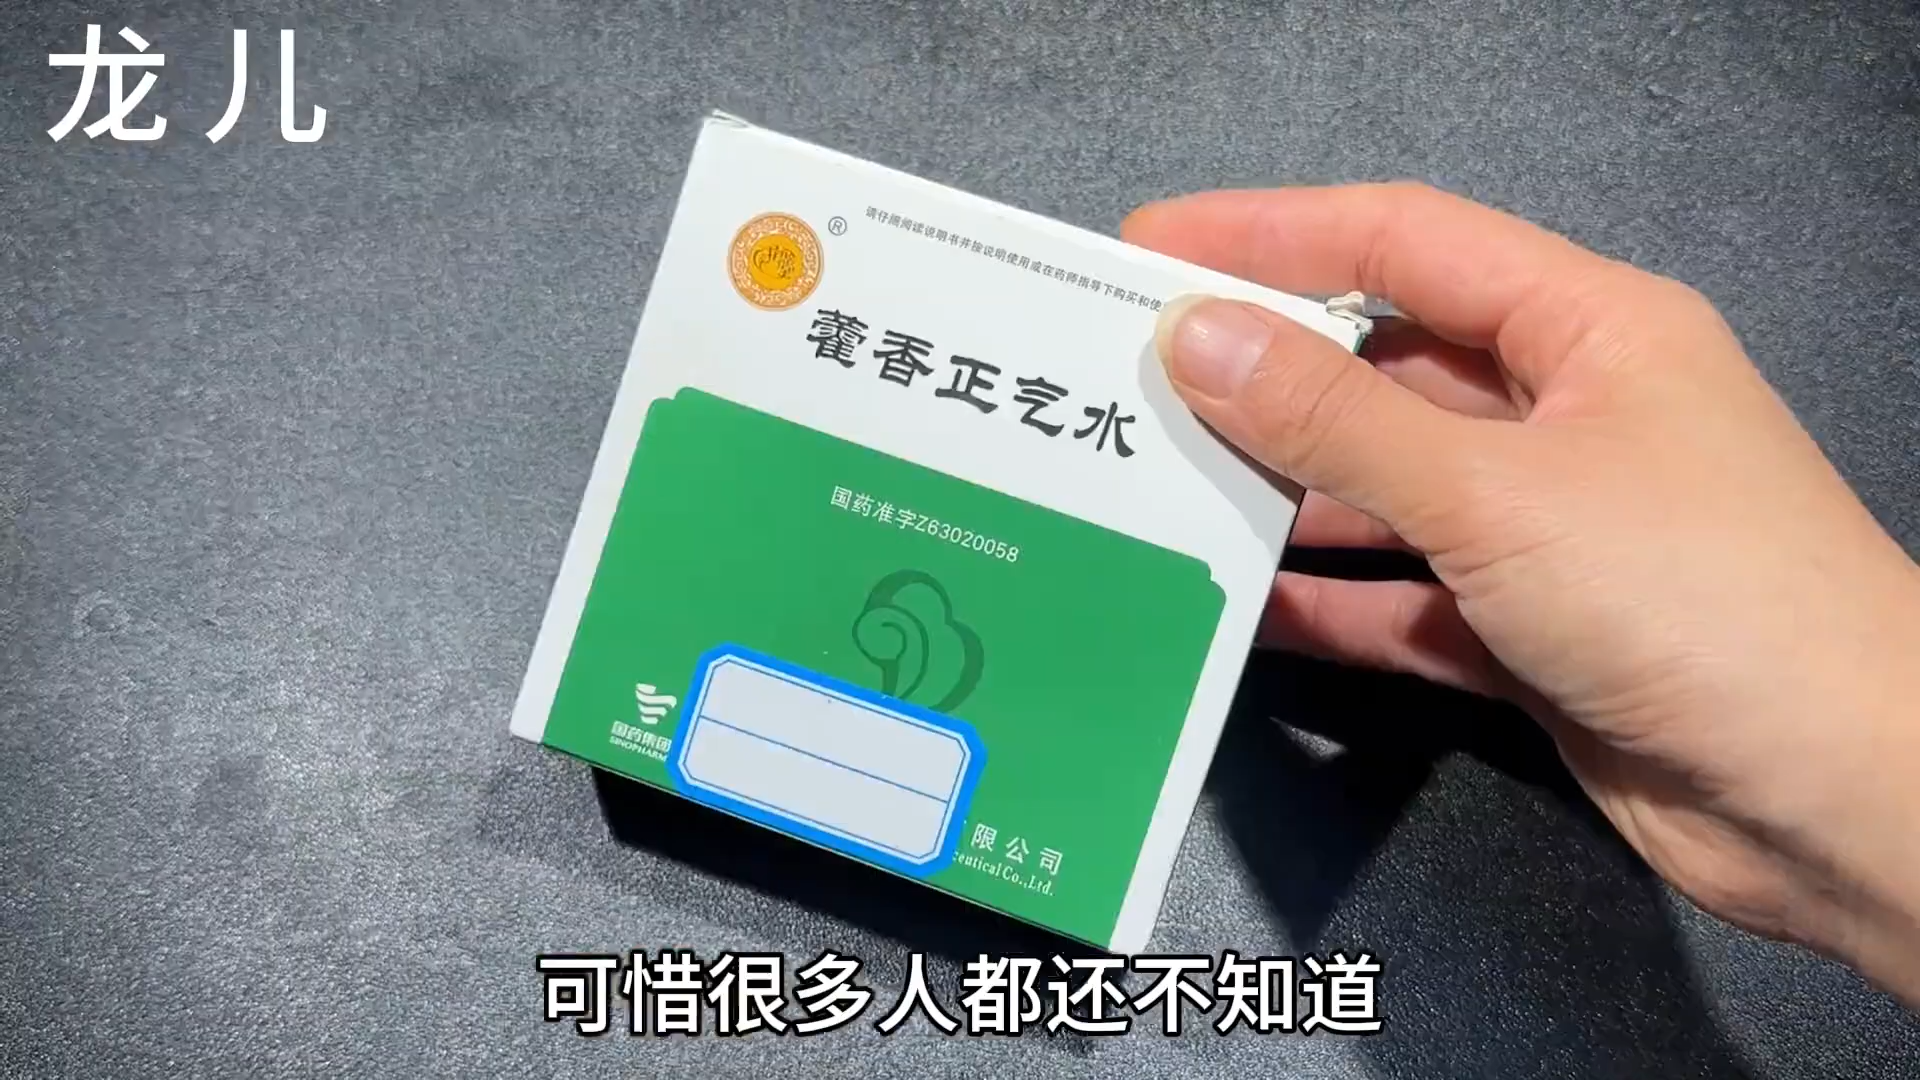 龙儿
®
请仔细阅读说明书并按说明使用或在药师指导下购买和使
藿香正气水
国药准字Z63020058
国药集团
SINOPHARM
限公司
ceutical Co.,Ltd.
可惜很多人都还不知道